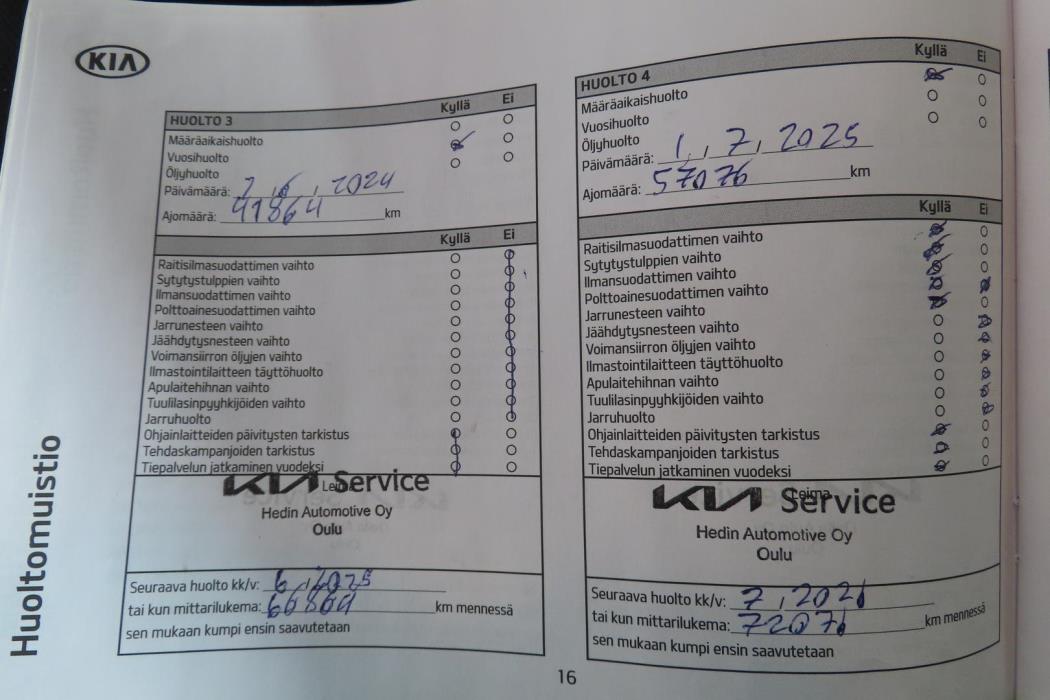 KIA
HUOLTO 3 Kyllä Ei
Määräaikaishuolto
Vuosihuolto
Öljyhuolto
Päivämäärä:
Ajomäärä: 41864 km
Kyllä Ei
Raitisilmasuodattimen vaihto
Sytytystulppien vaihto
Ilmansuodattimen vaihto
Polttoainesuodattimen vaihto
Jarrunesteen vaihto
Jäähdytysnesteen vaihto
Voimansiirron öljyjen vaihto
Ilmastointilaitteen täyttöhuolto
Apulaitehihnan vaihto
Tuulilasinpyyhkijöiden vaihto
Jarruhuolto
Ohjainlaitteiden päivitysten tarkistus
Tehdaskampanjoiden tarkistus
Tiepalvelun jatkaminen vuodeksi
Leima
KIA Service
Hedin Automotive Oy
Oulu
Seuraava huolto kk/v: 6, 2025
tai kun mittarilukema: km mennessä
sen mukaan kumpi ensin saavutetaan
HUOLTO 4 Kyllä Ei
Määräaikaishuolto
Vuosihuolto
Öljyhuolto
Päivämäärä: 1, 7, 2025
Ajomäärä: 57076 km
Kyllä Ei
Raitisilmasuodattimen vaihto
Sytytystulppien vaihto
Ilmansuodattimen vaihto
Polttoainesuodattimen vaihto
Jarrunesteen vaihto
Jäähdytysnesteen vaihto
Voimansiirron öljyjen vaihto
Ilmastointilaitteen täyttöhuolto
Apulaitehihnan vaihto
Tuulilasinpyyhkijöiden vaihto
Jarruhuolto
Ohjainlaitteiden päivitysten tarkistus
Tehdaskampanjoiden tarkistus
Tiepalvelun jatkaminen vuodeksi
Leima
KIA Service
Hedin Automotive Oy
Oulu
Seuraava huolto kk/v: 7, 2026
tai kun mittarilukema: 72076 km mennessä
sen mukaan kumpi ensin saavutetaan
Huoltomuistio
16